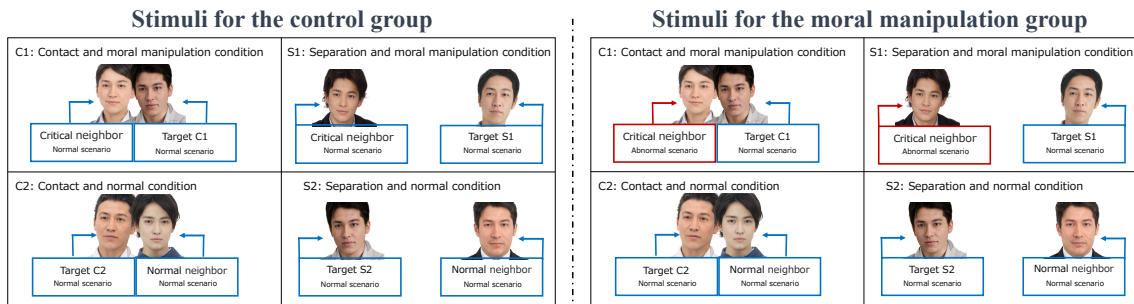 Stimuli for the control group
C1: Contact and moral manipulation condition
Critical neighbor
Normal scenario
Target C1
Normal scenario
S1: Separation and moral manipulation condition
Critical neighbor
Normal scenario
Target S1
Normal scenario
C2: Contact and normal condition
Target C2
Normal scenario
Normal neighbor
Normal scenario
S2: Separation and normal condition
Target S2
Normal scenario
Normal neighbor
Normal scenario
Stimuli for the moral manipulation group
C1: Contact and moral manipulation condition
Critical neighbor
Abnormal scenario
Target C1
Normal scenario
S1: Separation and moral manipulation condition
Critical neighbor
Abnormal scenario
Target S1
Normal scenario
C2: Contact and normal condition
Target C2
Normal scenario
Normal neighbor
Normal scenario
S2: Separation and normal condition
Target S2
Normal scenario
Normal neighbor
Normal scenario